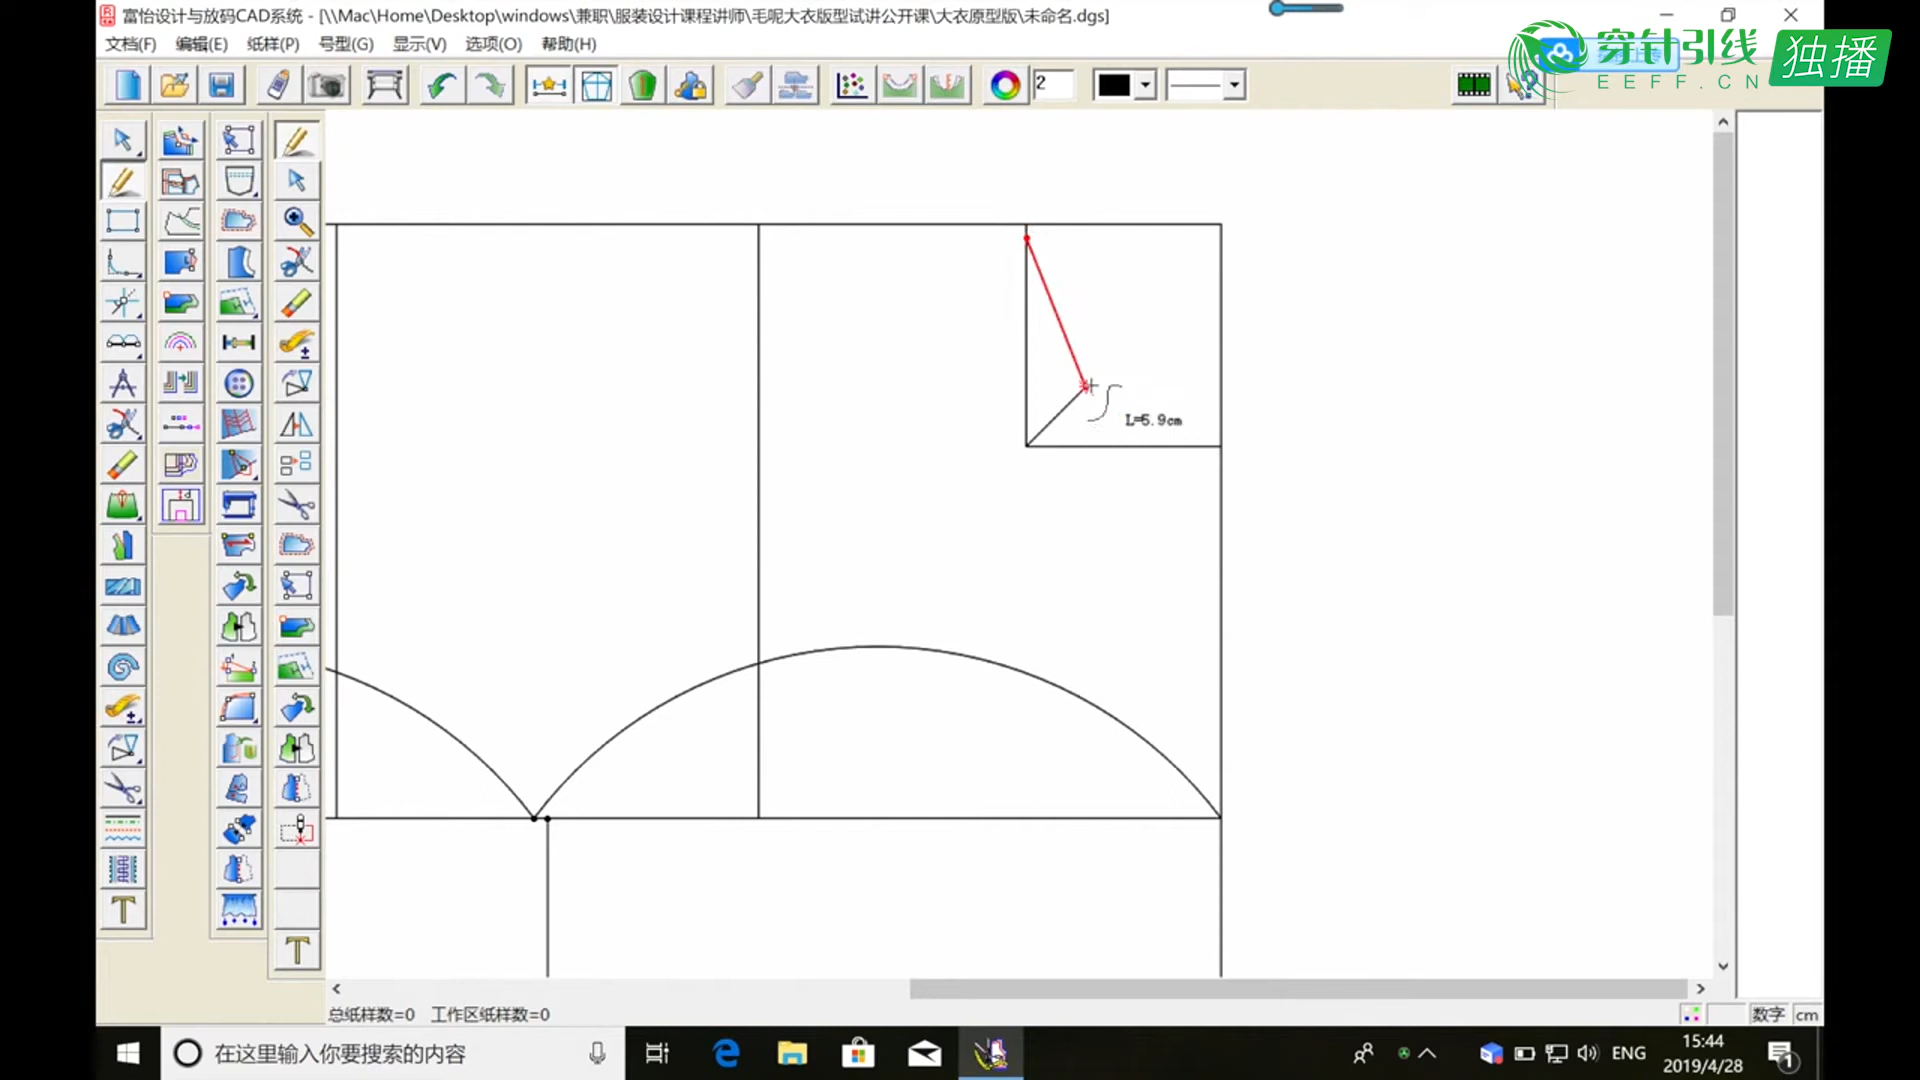 富怡设计与放码CAD系统 - [\\Mac\Home\Desktop\windows\兼职\服装设计课程讲师\毛呢大衣版型试讲公开课\大衣原型版\未命名.dgs]
文档(F) 编辑(E) 纸样(P) 号型(G) 显示(V) 选项(O) 帮助(H)
穿针引线
EEFF.CN
独播
2
L=5.9cm
总纸样数=0 工作区纸样数=0
数字 cm
在这里输入你要搜索的内容
ENG
15:44
2019/4/28
1